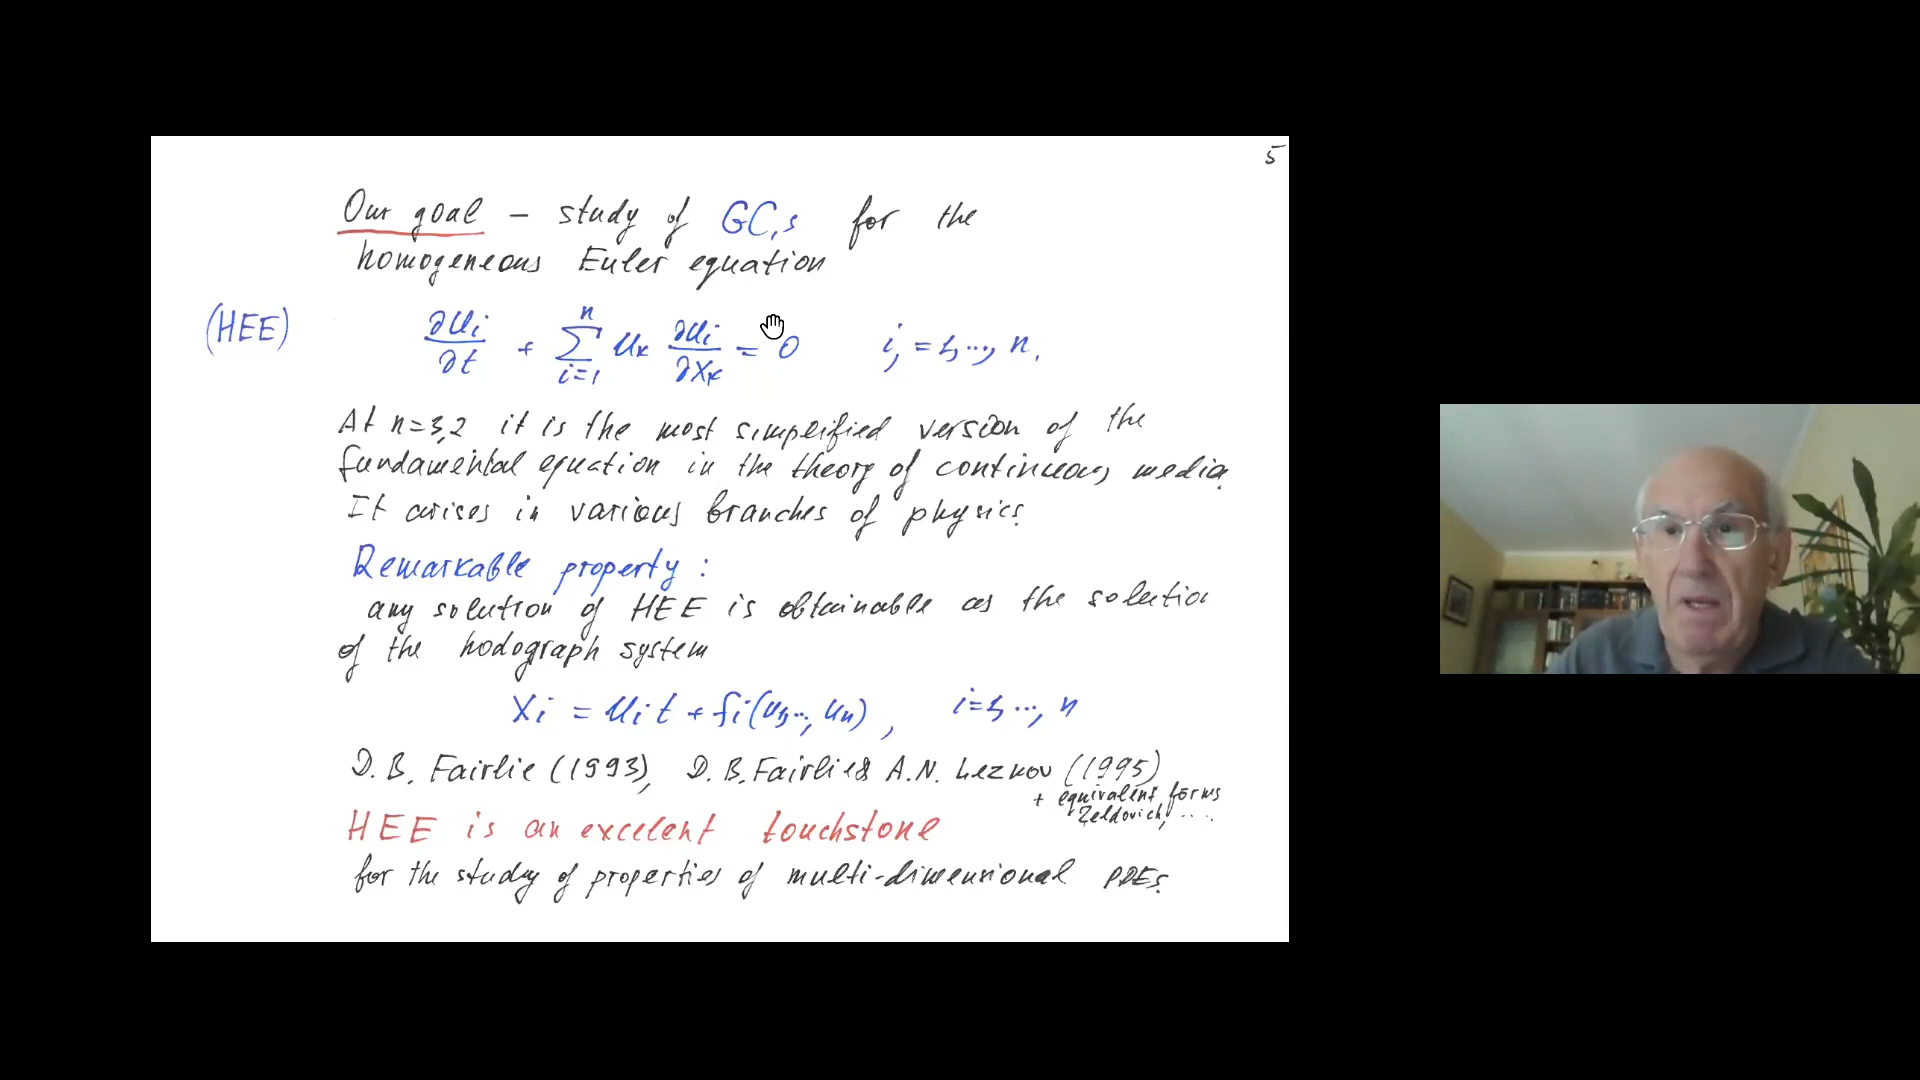 5
Our goal – study of GC,s for the
homogeneous Euler equation
(HEE) ∂ui/∂t + ∑_{i=1}^{n} uk ∂ui/∂xk = 0 i, = 1, ..., n.
At n=3,2 it is the most simplified version of the
fundamental equation in the theory of continuous media.
It arises in various branches of physics.
Remarkable property :
any solution of HEE is obtainable as the solutio
of the hodograph system
xi = ui t + fi(u1, ..., un) , i=1, ..., n
D.B. Fairlie (1993), D.B. Fairlie & A.N. Leznov (1995)
+ equivalent forms
Zeldovich, ....
HEE is an excelent touchstone
for the study of properties of multi-dimensional PDEs.